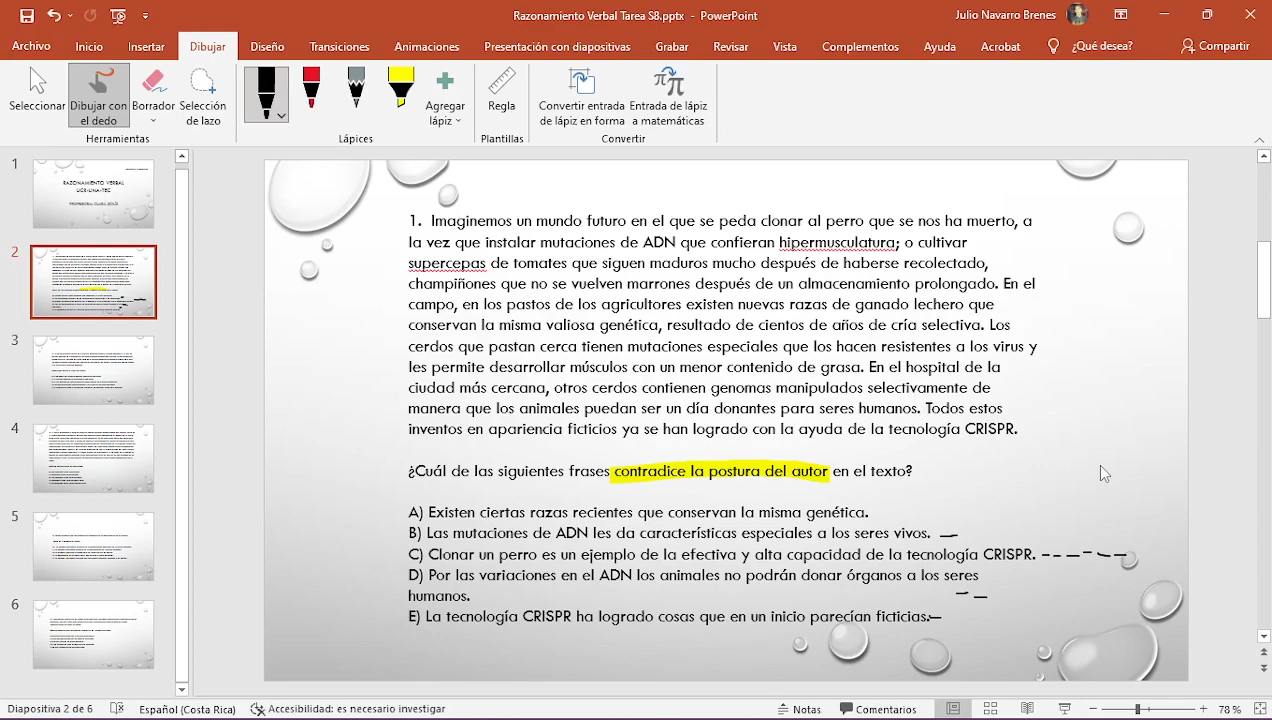 Razonamiento Verbal Tarea S8.pptx - PowerPoint
Julio Navarro Brenes
Archivo Inicio Insertar Dibujar Diseño Transiciones Animaciones Presentación con diapositivas Grabar Revisar Vista Complementos Ayuda Acrobat ¿Qué desea? Compartir
Seleccionar
Dibujar con el dedo
Borrador
Selección de lazo
Agregar lápiz
Regla
Convertir entrada de lápiz en forma
Entrada de lápiz a matemáticas
Herramientas Lápices Plantillas Convertir
1
RAZONAMIENTO VERBAL
UCR-UNA-TEC
2
3
4
5
6
1. Imaginemos un mundo futuro en el que se peda clonar al perro que se nos ha muerto, a
la vez que instalar mutaciones de ADN que confieran hipermusculatura; o cultivar
supercepas de tomates que siguen maduros mucho después de haberse recolectado,
champiñones que no se vuelven marrones después de un almacenamiento prolongado. En el
campo, en los pastos de los agricultores existen nuevas razas de ganado lechero que
conservan la misma valiosa genética, resultado de cientos de años de cría selectiva. Los
cerdos que pastan cerca tienen mutaciones especiales que los hacen resistentes a los virus y
les permite desarrollar músculos con un menor contenido de grasa. En el hospital de la
ciudad más cercana, otros cerdos contienen genomas manipulados selectivamente de
manera que los animales puedan ser un día donantes para seres humanos. Todos estos
inventos en apariencia ficticios ya se han logrado con la ayuda de la tecnología CRISPR.
¿Cuál de las siguientes frases contradice la postura del autor en el texto?
A) Existen ciertas razas recientes que conservan la misma genética.
B) Las mutaciones de ADN les da características especiales a los seres vivos.
C) Clonar un perro es un ejemplo de la efectiva y alta capacidad de la tecnología CRISPR.
D) Por las variaciones en el ADN los animales no podrán donar órganos a los seres
humanos.
E) La tecnología CRISPR ha logrado cosas que en un inicio parecían ficticias.
Diapositiva 2 de 6 Español (Costa Rica) Accesibilidad: es necesario investigar Notas Comentarios 78 %